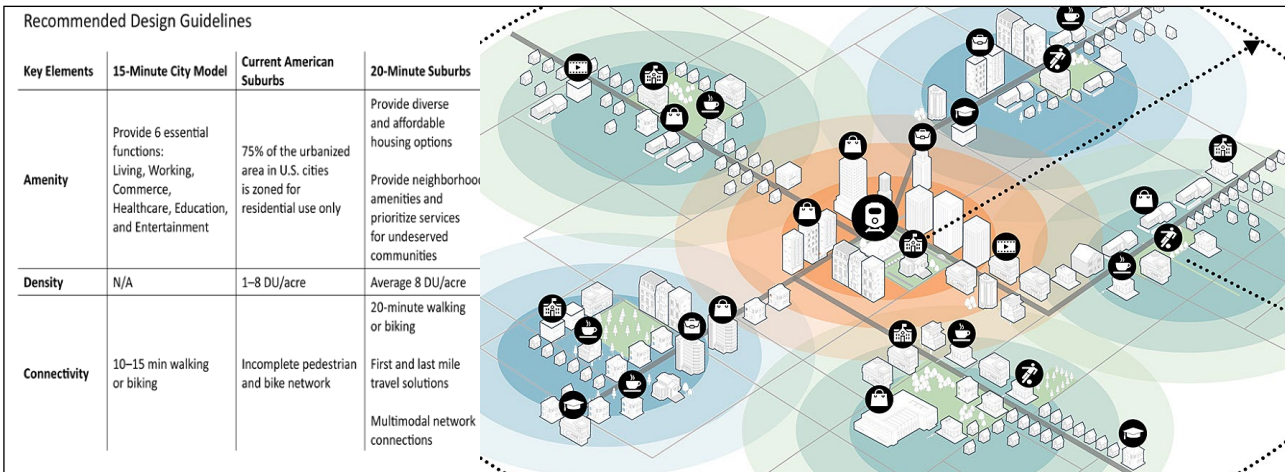 Recommended Design Guidelines
Key Elements
15-Minute City Model
Current American
Suburbs
20-Minute Suburbs
Amenity
Provide 6 essential
functions:
Living, Working,
Commerce,
Healthcare, Education,
and Entertainment
75% of the urbanized
area in U.S. cities
is zoned for
residential use only
Provide diverse
and affordable
housing options
Provide neighborhood
amenities and
prioritize services
for undeserved
communities
Density
N/A
1–8 DU/acre
Average 8 DU/acre
Connectivity
10–15 min walking
or biking
Incomplete pedestrian
and bike network
20-minute walking
or biking
First and last mile
travel solutions
Multimodal network
connections